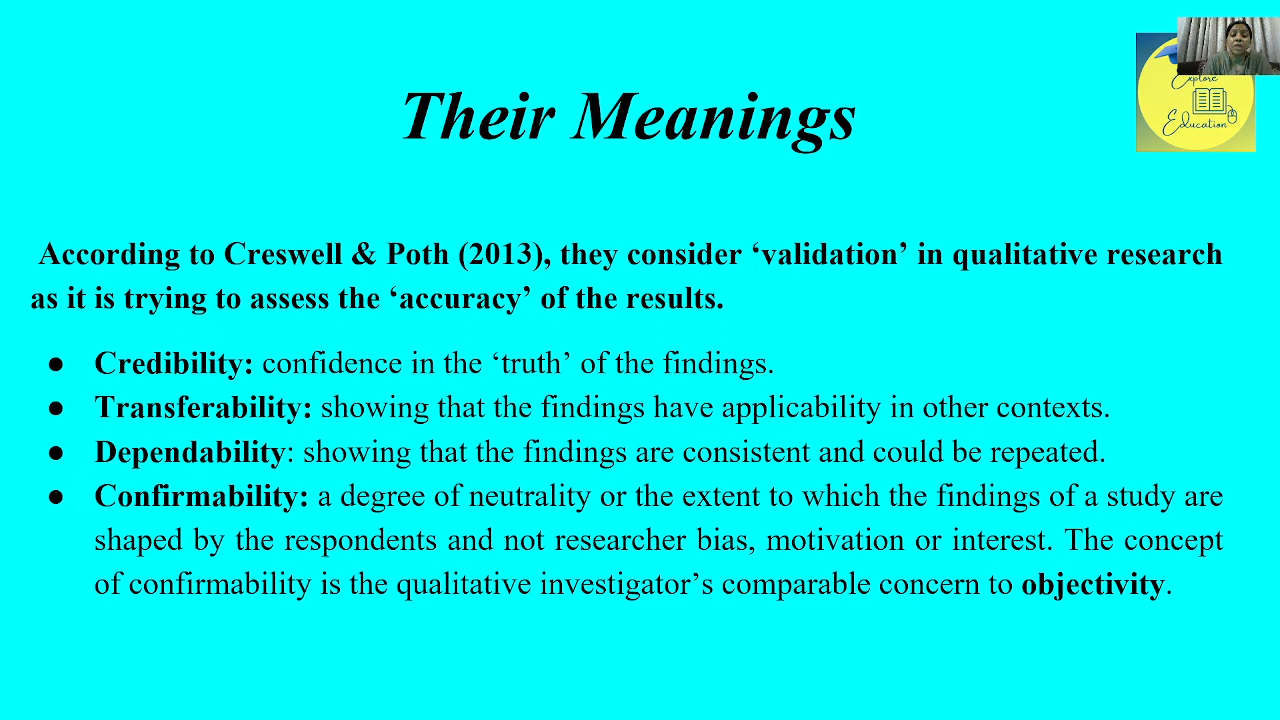 Explore
Education
Their Meanings
According to Creswell & Poth (2013), they consider ‘validation’ in qualitative research
as it is trying to assess the ‘accuracy’ of the results.
● Credibility: confidence in the ‘truth’ of the findings.
● Transferability: showing that the findings have applicability in other contexts.
● Dependability: showing that the findings are consistent and could be repeated.
● Confirmability: a degree of neutrality or the extent to which the findings of a study are
shaped by the respondents and not researcher bias, motivation or interest. The concept
of confirmability is the qualitative investigator’s comparable concern to objectivity.